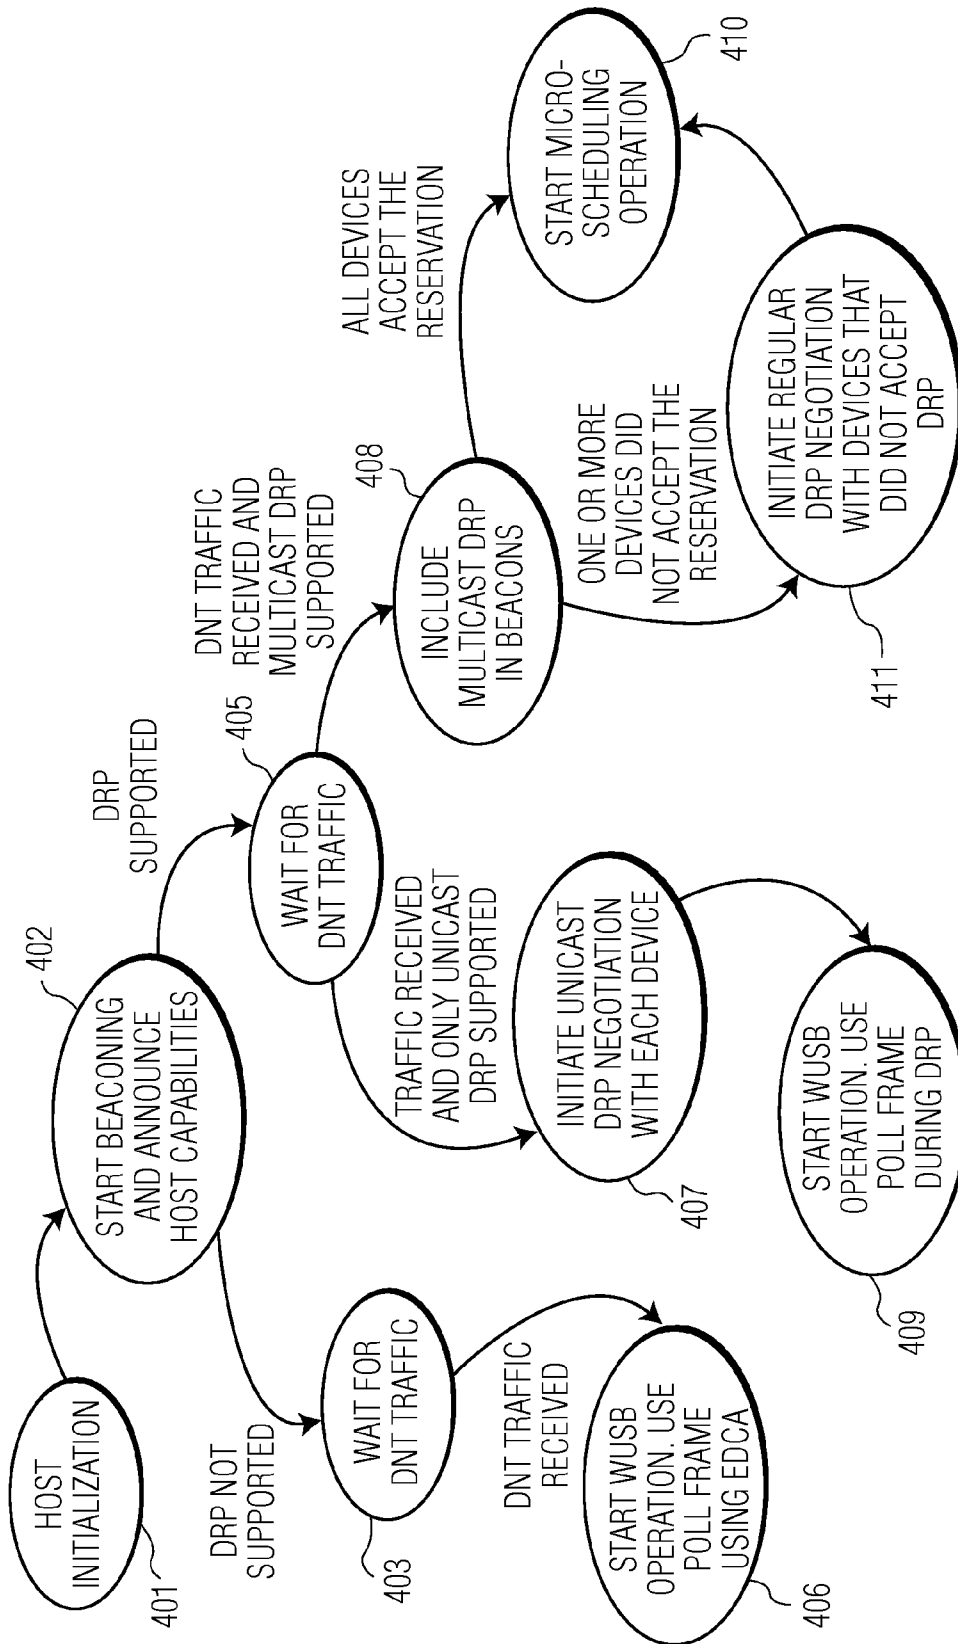 HOST
INITIALIZATION
401
START BEACONING
AND ANNOUNCE
HOST CAPABILITIES
402
DRP NOT
SUPPORTED
DRP
SUPPORTED
WAIT FOR
DNT TRAFFIC
403
WAIT FOR
DNT TRAFFIC
405
DNT TRAFFIC
RECEIVED
START WUSB
OPERATION. USE
POLL FRAME
USING EDCA
406
TRAFFIC RECEIVED
AND ONLY UNICAST
DRP SUPPORTED
INITIATE UNICAST
DRP NEGOTIATION
WITH EACH DEVICE
407
START WUSB
OPERATION. USE
POLL FRAME
DURING DRP
409
DNT TRAFFIC
RECEIVED AND
MULTICAST DRP
SUPPORTED
INCLUDE
MULTICAST DRP
IN BEACONS
408
ALL DEVICES
ACCEPT THE
RESERVATION
START MICRO-
SCHEDULING
OPERATION
410
ONE OR MORE
DEVICES DID
NOT ACCEPT THE
RESERVATION
INITIATE REGULAR
DRP NEGOTIATION
WITH DEVICES THAT
DID NOT ACCEPT
DRP
411